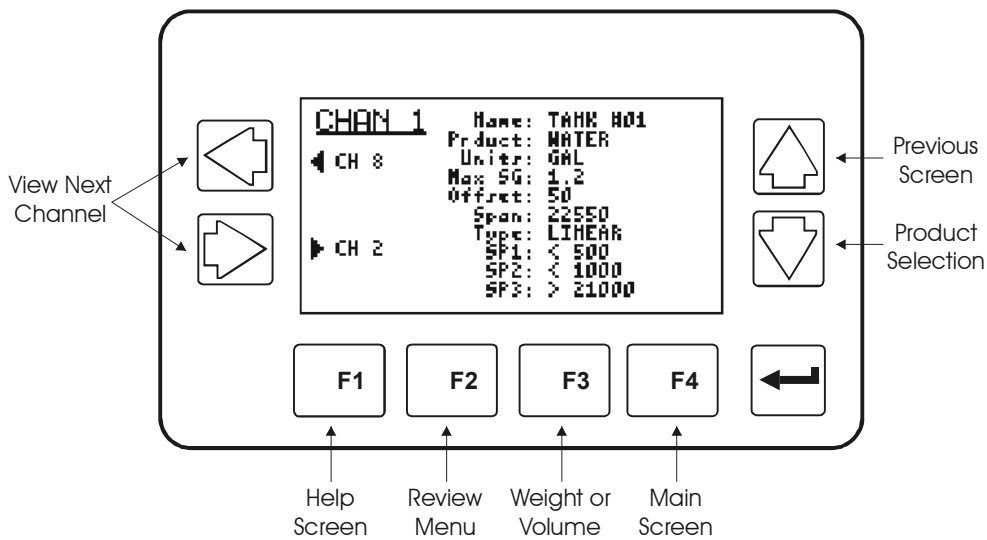 CHAN 1
Name: TANK #01
Prduct: WATER
◀ CH 8
Units: GAL
Max SG: 1.2
Offset: 50
Span: 22550
Type: LINEAR
▶ CH 2
SP1: < 500
SP2: < 1000
SP3: > 21000
View Next
Channel
Previous
Screen
Product
Selection
F1
F2
F3
F4
Help
Screen
Review
Menu
Weight or
Volume
Main
Screen